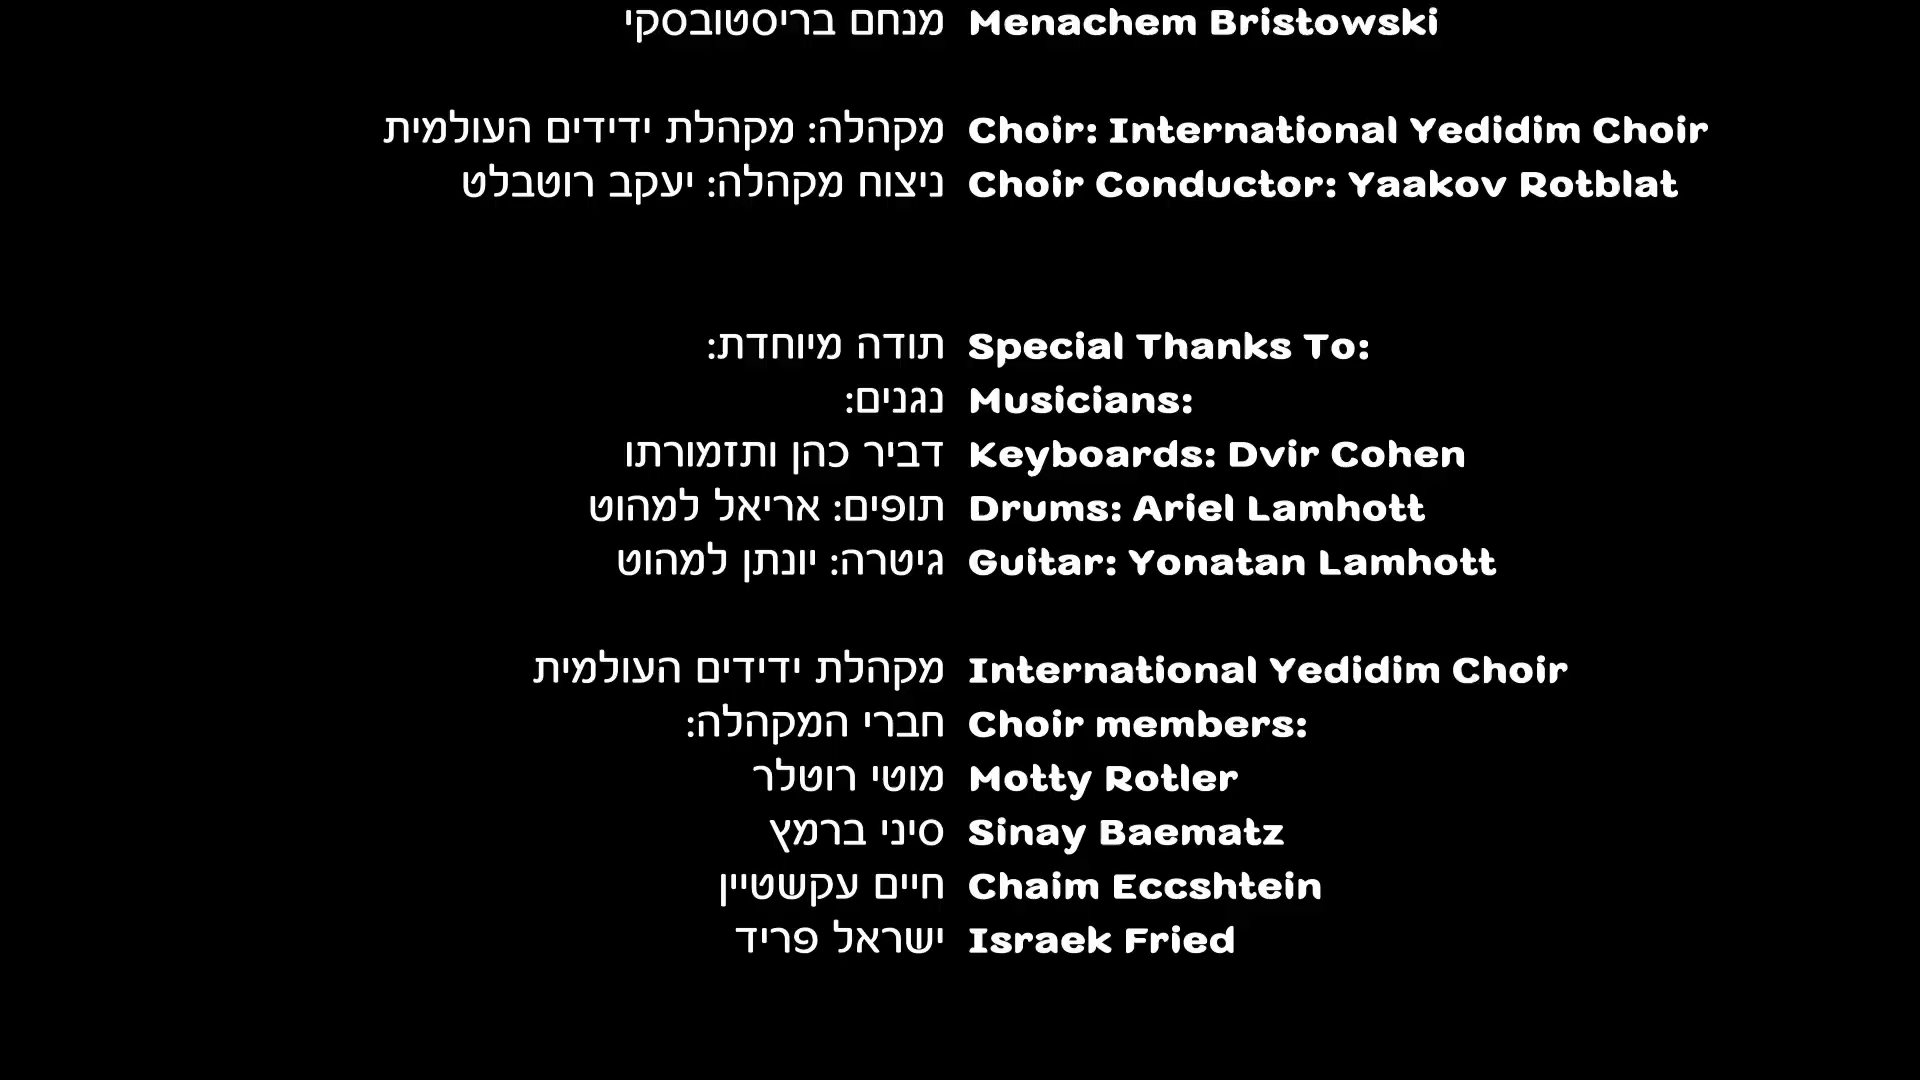 מנחם בריסטובסקי Menachem Bristowski
מקהלה: מקהלת ידידים העולמית Choir: International Yedidim Choir
ניצוח מקהלה: יעקב רוטבלט Choir Conductor: Yaakov Rotblat
תודה מיוחדת: Special Thanks To:
נגנים: Musicians:
דביר כהן ותזמורתו Keyboards: Dvir Cohen
תופים: אריאל למהוט Drums: Ariel Lamhott
גיטרה: יונתן למהוט Guitar: Yonatan Lamhott
מקהלת ידידים העולמית International Yedidim Choir
חברי המקהלה: Choir members:
מוטי רוטלר Motty Rotler
סיני ברמץ Sinay Baematz
חיים עקשטיין Chaim Eccshtein
ישראל פריד Israek Fried